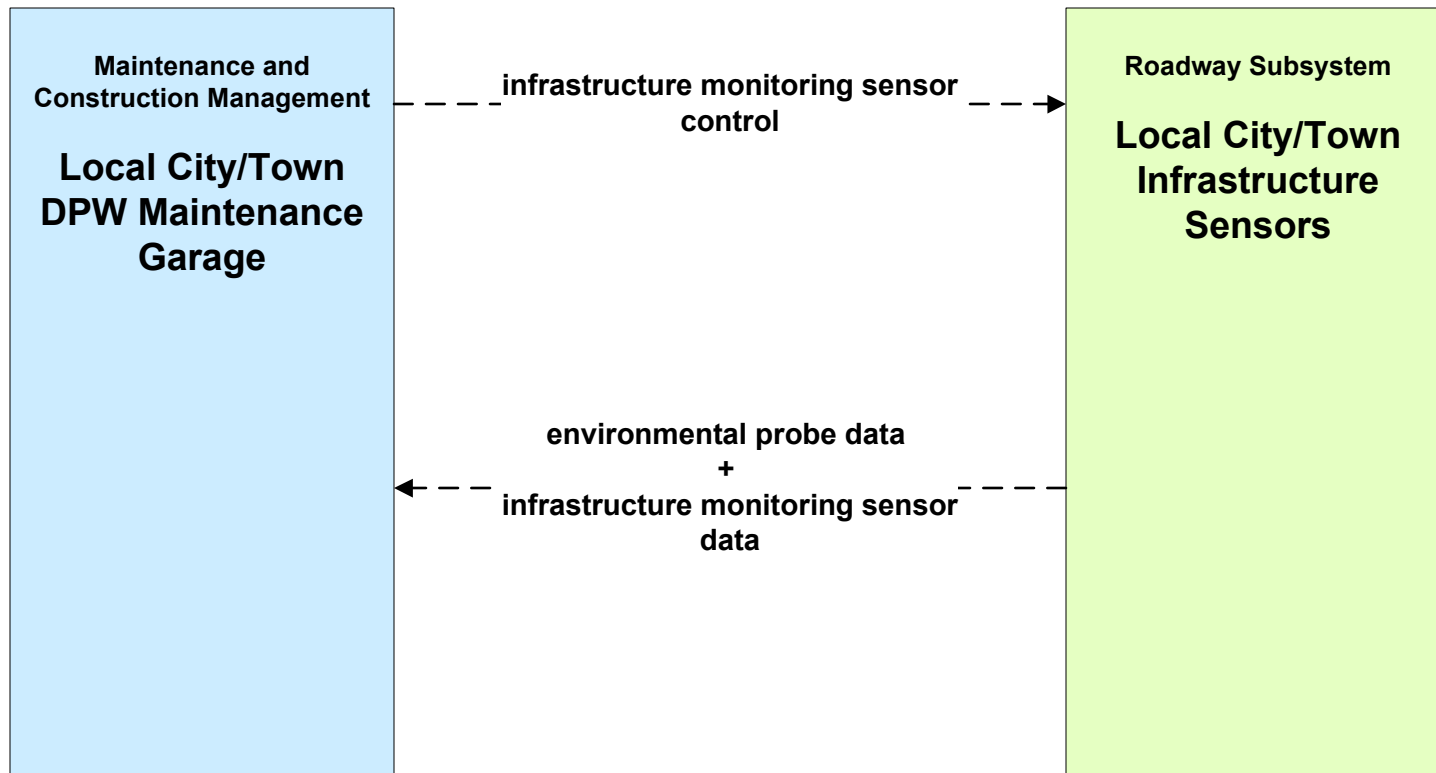 Maintenance and
Construction Management
Local City/Town
DPW Maintenance
Garage
infrastructure monitoring sensor
control
Roadway Subsystem
Local City/Town
Infrastructure
Sensors
environmental probe data
+
infrastructure monitoring sensor
data